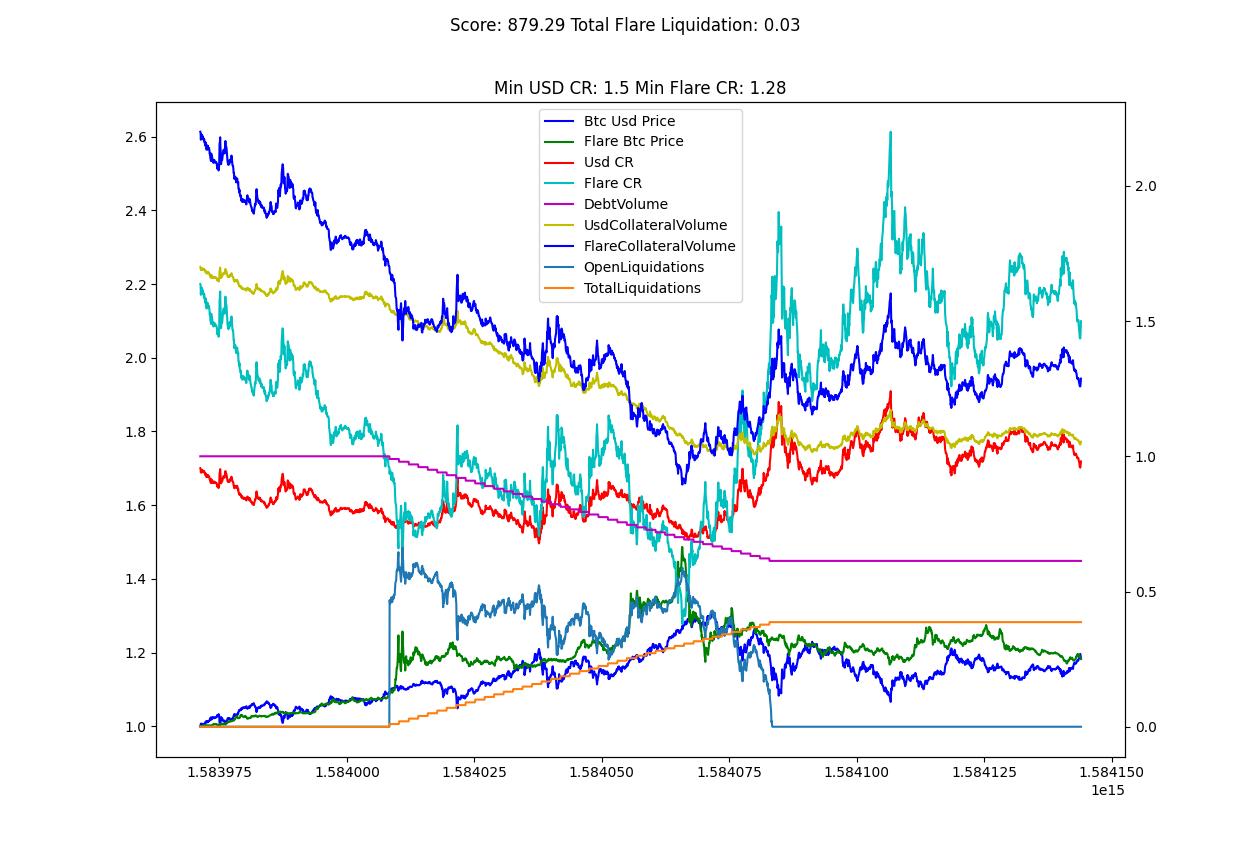 Score: 879.29 Total Flare Liquidation: 0.03
Min USD CR: 1.5 Min Flare CR: 1.28
Btc Usd Price
Flare Btc Price
Usd CR
Flare CR
DebtVolume
UsdCollateralVolume
FlareCollateralVolume
OpenLiquidations
TotalLiquidations
2.6
2.4
2.2
2.0
1.8
1.6
1.4
1.2
1.0
2.0
1.5
1.0
0.5
0.0
1.583975 1.584000 1.584025 1.584050 1.584075 1.584100 1.584125 1.584150
1e15